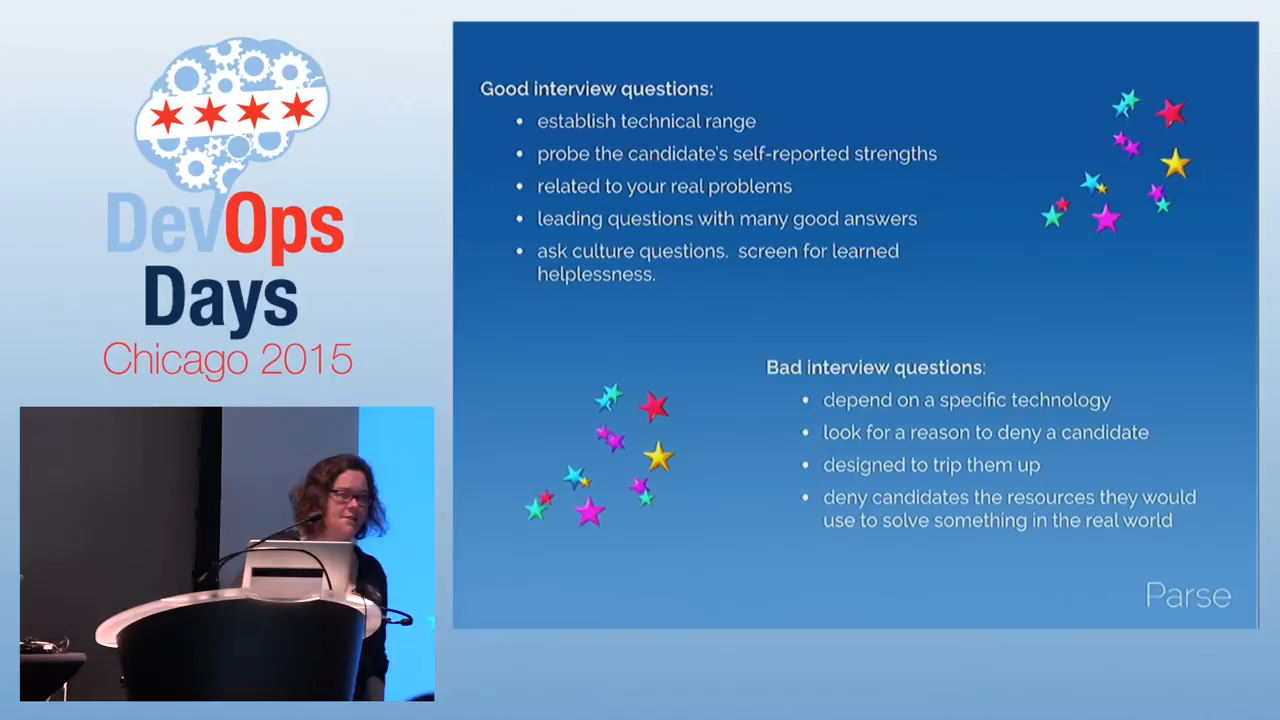 DevOps
Days
Chicago 2015
Good interview questions:
• establish technical range
• probe the candidate's self-reported strengths
• related to your real problems
• leading questions with many good answers
• ask culture questions.  screen for learned
helplessness.
Bad interview questions:
• depend on a specific technology
• look for a reason to deny a candidate
• designed to trip them up
• deny candidates the resources they would
use to solve something in the real world
Parse